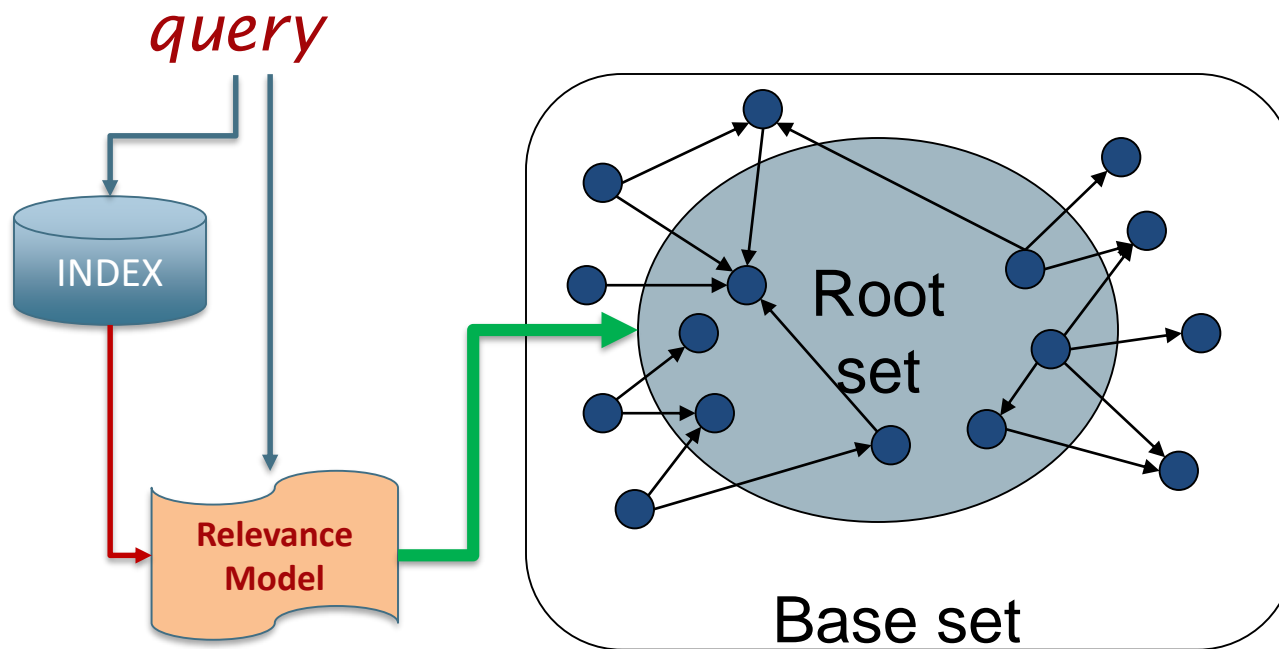 query
INDEX
Relevance
Model
Root
set
Base set